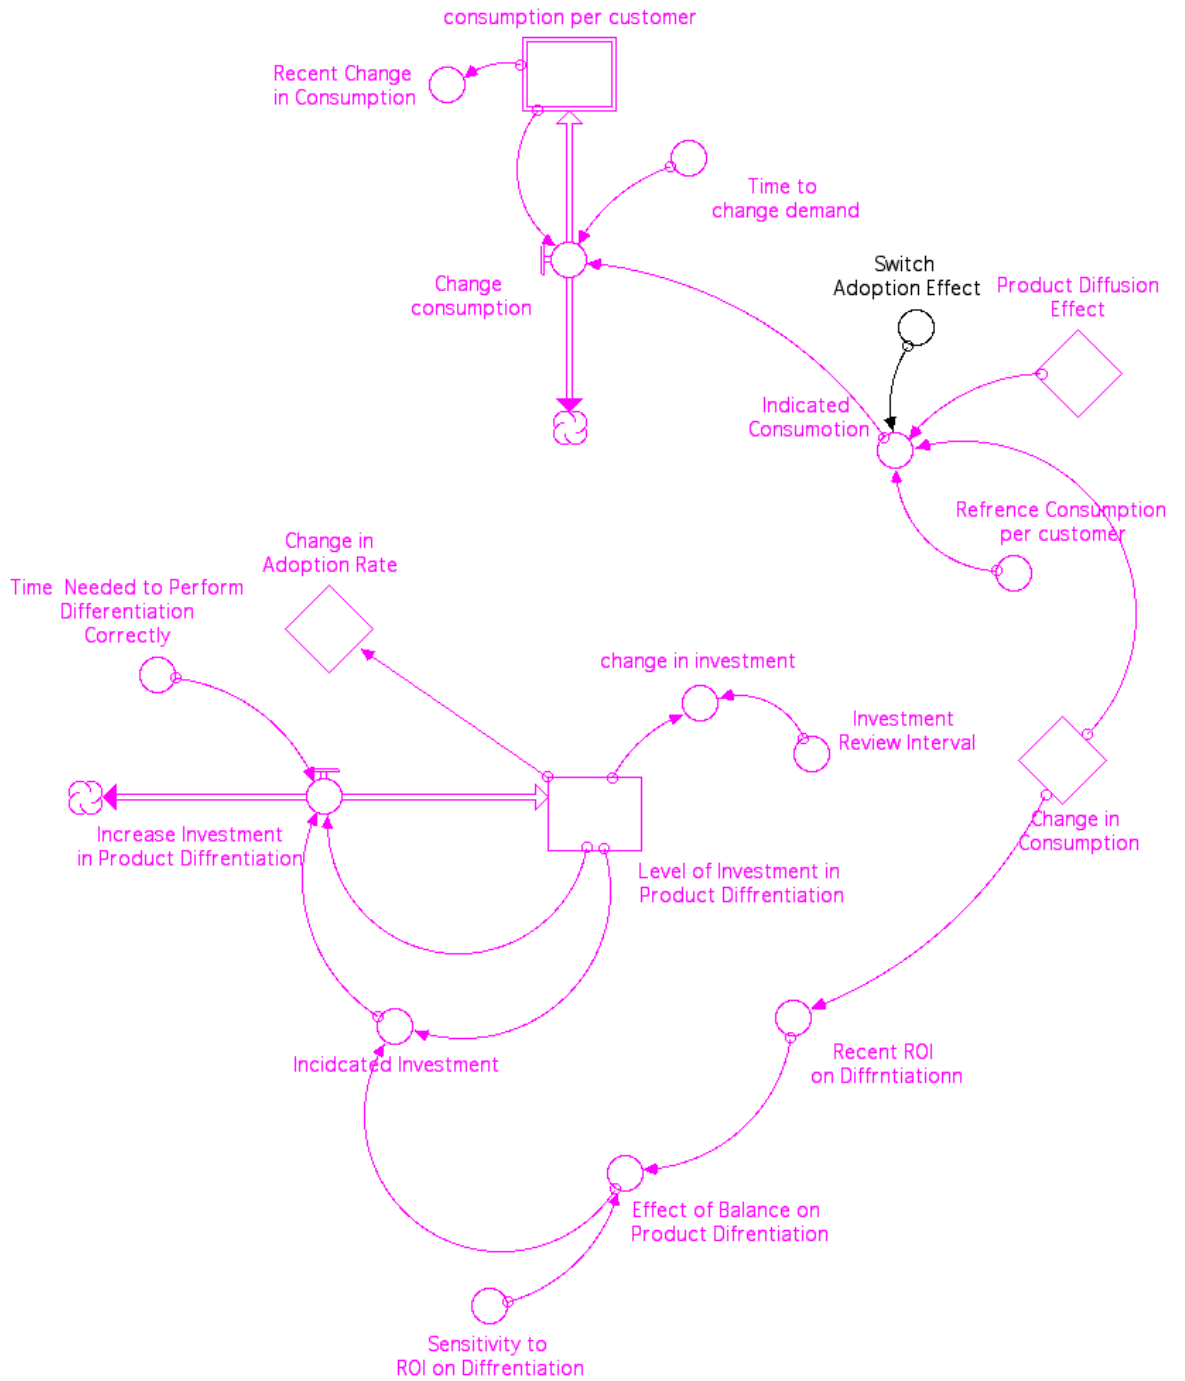 consumption per customer
Recent Change
in Consumption
Time to
change demand
Switch
Adoption Effect
Product Diffusion
Effect
Change
consumption
Indicated
Consumotion
Refrence Consumption
per customer
Change in
Adoption Rate
Time  Needed to Perform
Differentiation
Correctly
change in investment
Investment
Review Interval
Increase Investment
in Product Diffrentiation
Level of Investment in
Product Diffrentiation
Change in
Consumption
Incidcated Investment
Recent ROI
on Diffrntiationn
Effect of Balance on
Product Difrentiation
Sensitivity to
ROI on Diffrentiation